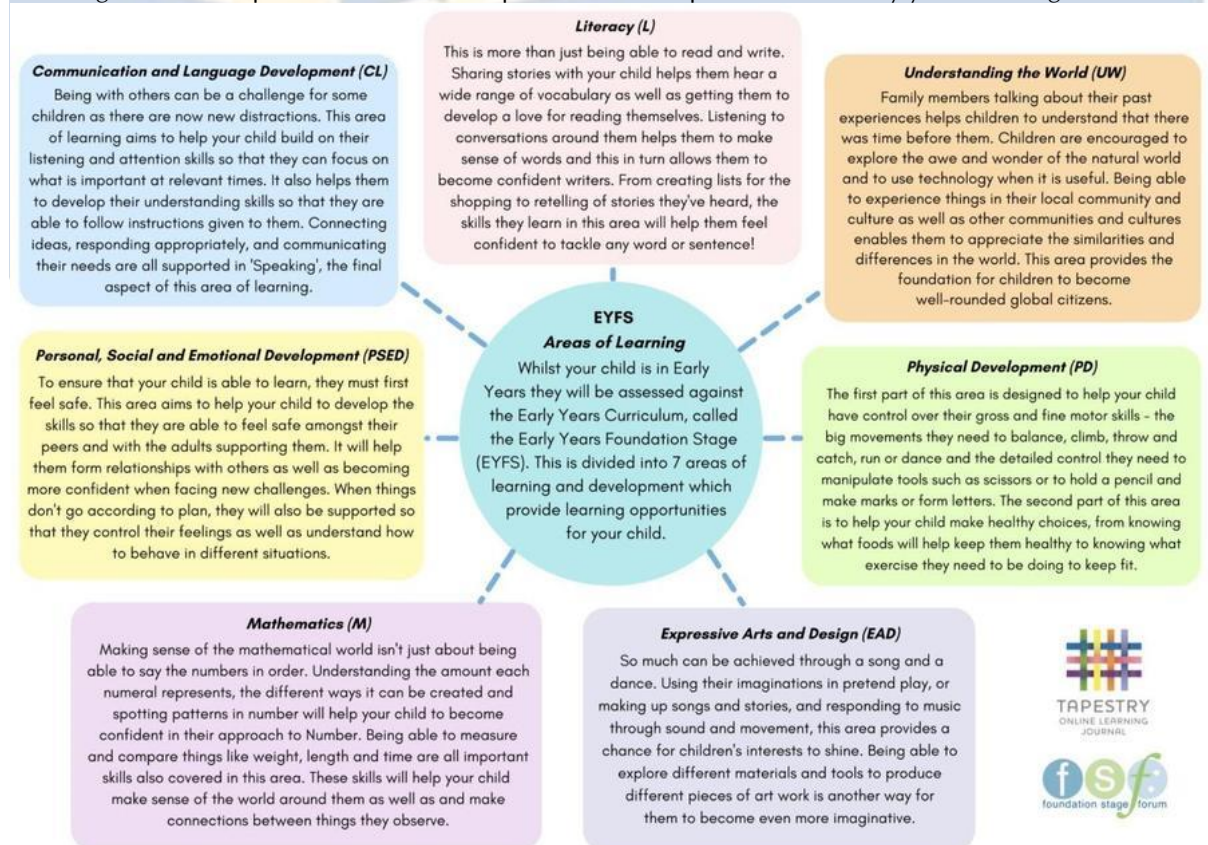 Literacy (L)
This is more than just being able to read and write.
Sharing stories with your child helps them hear a
wide range of vocabulary as well as getting them to
develop a love for reading themselves. Listening to
conversations around them helps them to make
sense of words and this in turn allows them to
become confident writers. From creating lists for the
shopping to retelling of stories they've heard, the
skills they learn in this area will help them feel
confident to tackle any word or sentence!
Communication and Language Development (CL)
Being with others can be a challenge for some
children as there are now new distractions. This area
of learning aims to help your child build on their
listening and attention skills so that they can focus on
what is important at relevant times. It also helps them
to develop their understanding skills so that they are
able to follow instructions given to them. Connecting
ideas, responding appropriately, and communicating
their needs are all supported in 'Speaking', the final
aspect of this area of learning.
Understanding the World (UW)
Family members talking about their past
experiences helps children to understand that there
was time before them. Children are encouraged to
explore the awe and wonder of the natural world
and to use technology when it is useful. Being able
to experience things in their local community and
culture as well as other communities and cultures
enables them to appreciate the similarities and
differences in the world. This area provides the
foundation for children to become
well-rounded global citizens.
EYFS
Areas of Learning
Whilst your child is in Early
Years they will be assessed against
the Early Years Curriculum, called
the Early Years Foundation Stage
(EYFS). This is divided into 7 areas of
learning and development which
provide learning opportunities
for your child.
Personal, Social and Emotional Development (PSED)
To ensure that your child is able to learn, they must first
feel safe. This area aims to help your child to develop the
skills so that they are able to feel safe amongst their
peers and with the adults supporting them. It will help
them form relationships with others as well as becoming
more confident when facing new challenges. When things
don't go according to plan, they will also be supported so
that they control their feelings as well as understand how
to behave in different situations.
Physical Development (PD)
The first part of this area is designed to help your child
have control over their gross and fine motor skills - the
big movements they need to balance, climb, throw and
catch, run or dance and the detailed control they need to
manipulate tools such as scissors or to hold a pencil and
make marks or form letters. The second part of this area
is to help your child make healthy choices, from knowing
what foods will help keep them healthy to knowing what
exercise they need to be doing to keep fit.
Mathematics (M)
Making sense of the mathematical world isn't just about being
able to say the numbers in order. Understanding the amount each
numeral represents, the different ways it can be created and
spotting patterns in number will help your child to become
confident in their approach to Number. Being able to measure
and compare things like weight, length and time are all important
skills also covered in this area. These skills will help your child
make sense of the world around them as well as and make
connections between things they observe.
Expressive Arts and Design (EAD)
So much can be achieved through a song and a
dance. Using their imaginations in pretend play, or
making up songs and stories, and responding to music
through sound and movement, this area provides a
chance for children's interests to shine. Being able to
explore different materials and tools to produce
different pieces of art work is another way for
them to become even more imaginative.
TAPESTRY
ONLINE LEARNING
JOURNAL
fsf
foundation stage forum